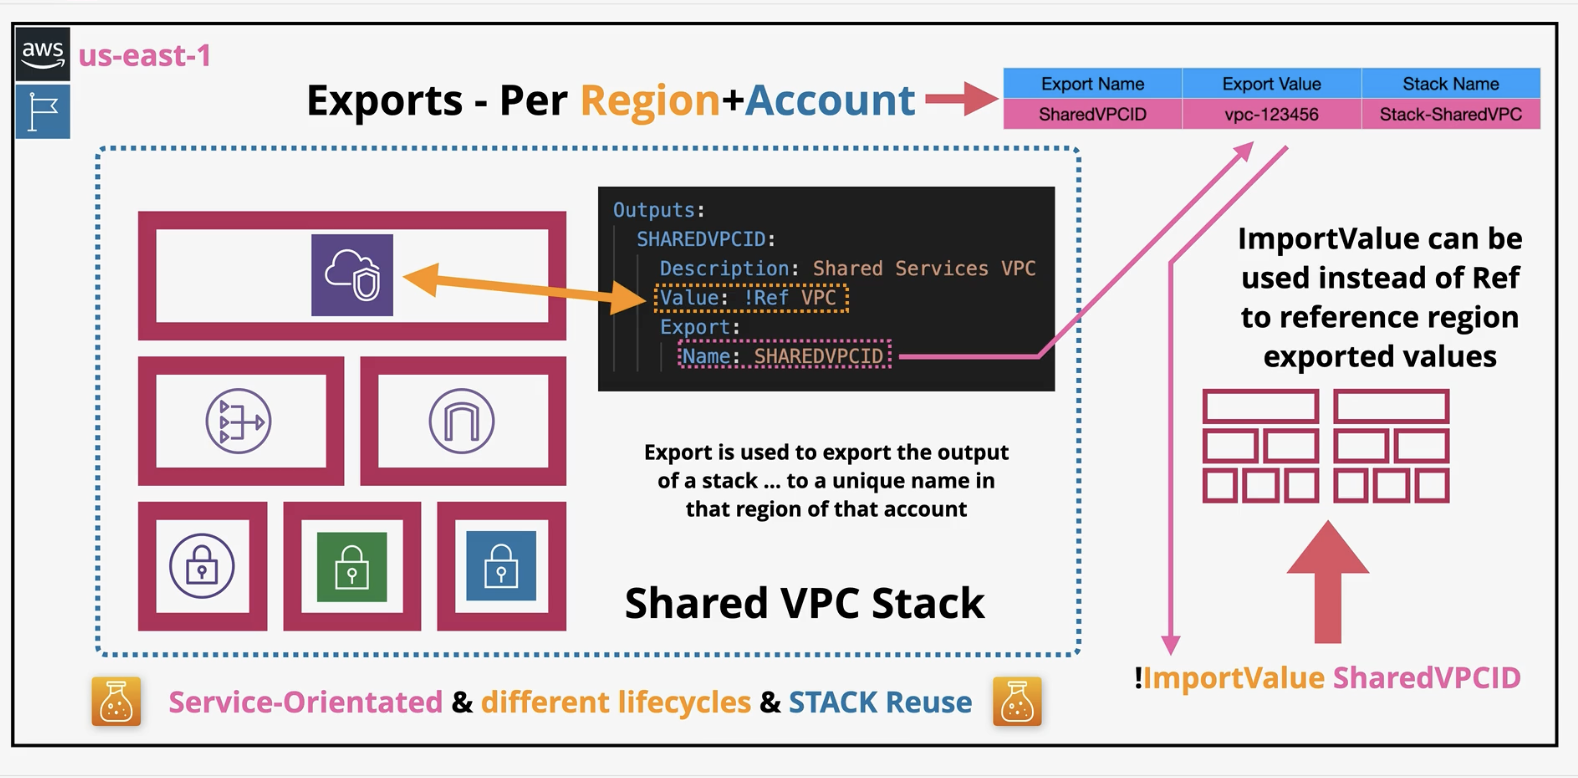 aws us-east-1
Exports - Per Region+Account
Export Name Export Value Stack Name
SharedVPCID vpc-123456 Stack-SharedVPC
Outputs:
SHAREDVPCID:
Description: Shared Services VPC
Value: !Ref VPC
Export:
Name: SHAREDVPCID
Export is used to export the output
of a stack ... to a unique name in
that region of that account
Shared VPC Stack
ImportValue can be
used instead of Ref
to reference region
exported values
!ImportValue SharedVPCID
Service-Orientated & different lifecycles & STACK Reuse